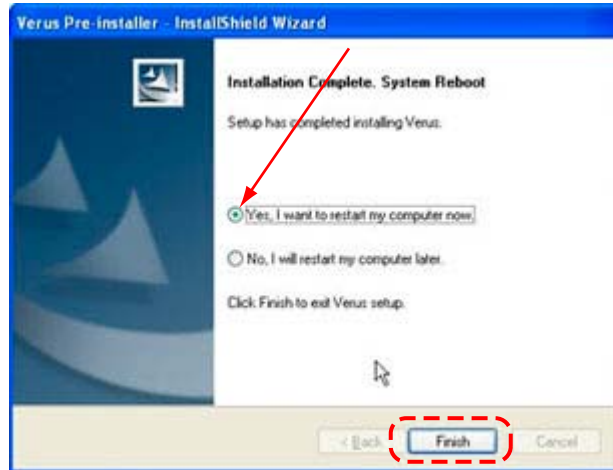 Verus Pre-installer - InstallShield Wizard
Installation Complete. System Reboot
Setup has completed installing Verus.
Yes, I want to restart my computer now.
No, I will restart my computer later.
Click Finish to exit Verus setup.
< Back
Finish
Cancel